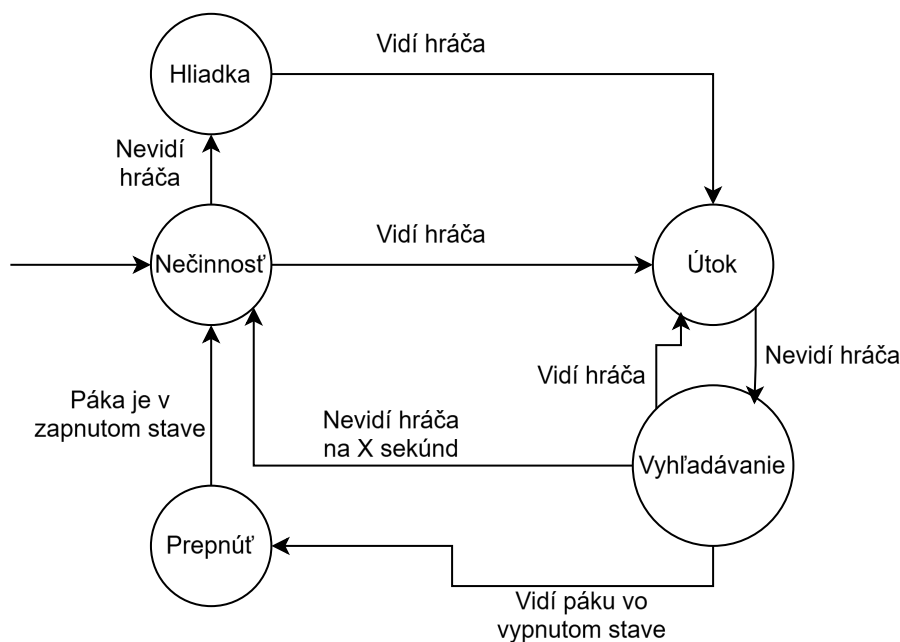 Vidí hráča
Hliadka
Nevidí
hráča
Vidí hráča
Nečinnosť
Útok
Nevidí hráča
Vidí hráča
Páka je v
zapnutom stave
Nevidí hráča
na X sekúnd
Vyhľadávanie
Prepnúť
Vidí páku vo
vypnutom stave